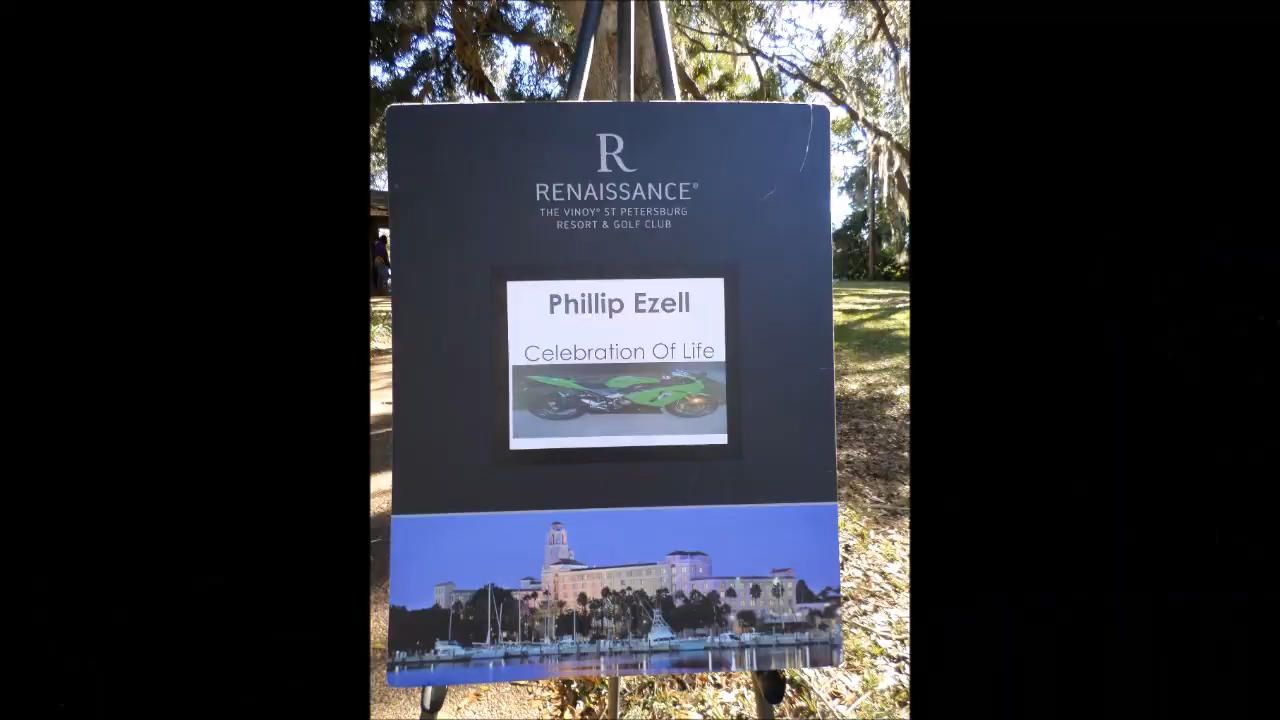 R
RENAISSANCE®
THE VINOY® ST PETERSBURG
RESORT & GOLF CLUB
Phillip Ezell
Celebration Of Life